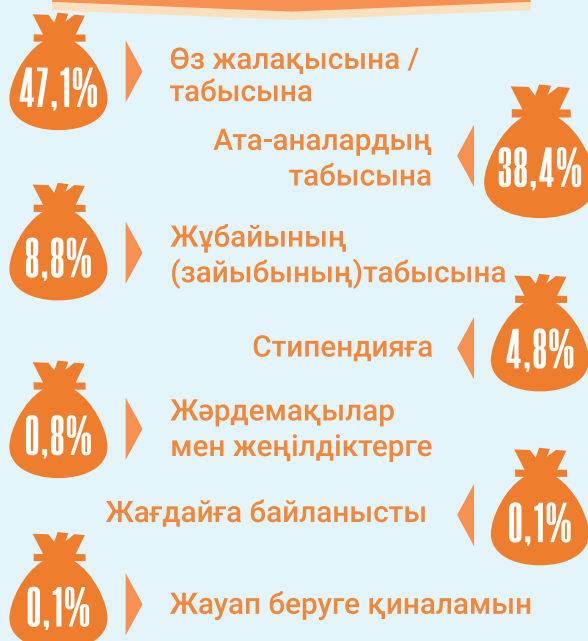 47,1%
Өз жалақысына /
табысына
Ата-аналардың
табысына
38,4%
8,8%
Жұбайының
(зайыбының)табысына
Стипендияға
4,8%
0,8%
Жәрдемақылар
мен жеңілдіктерге
Жағдайға байланысты
0,1%
0,1%
Жауап беруге қиналамын